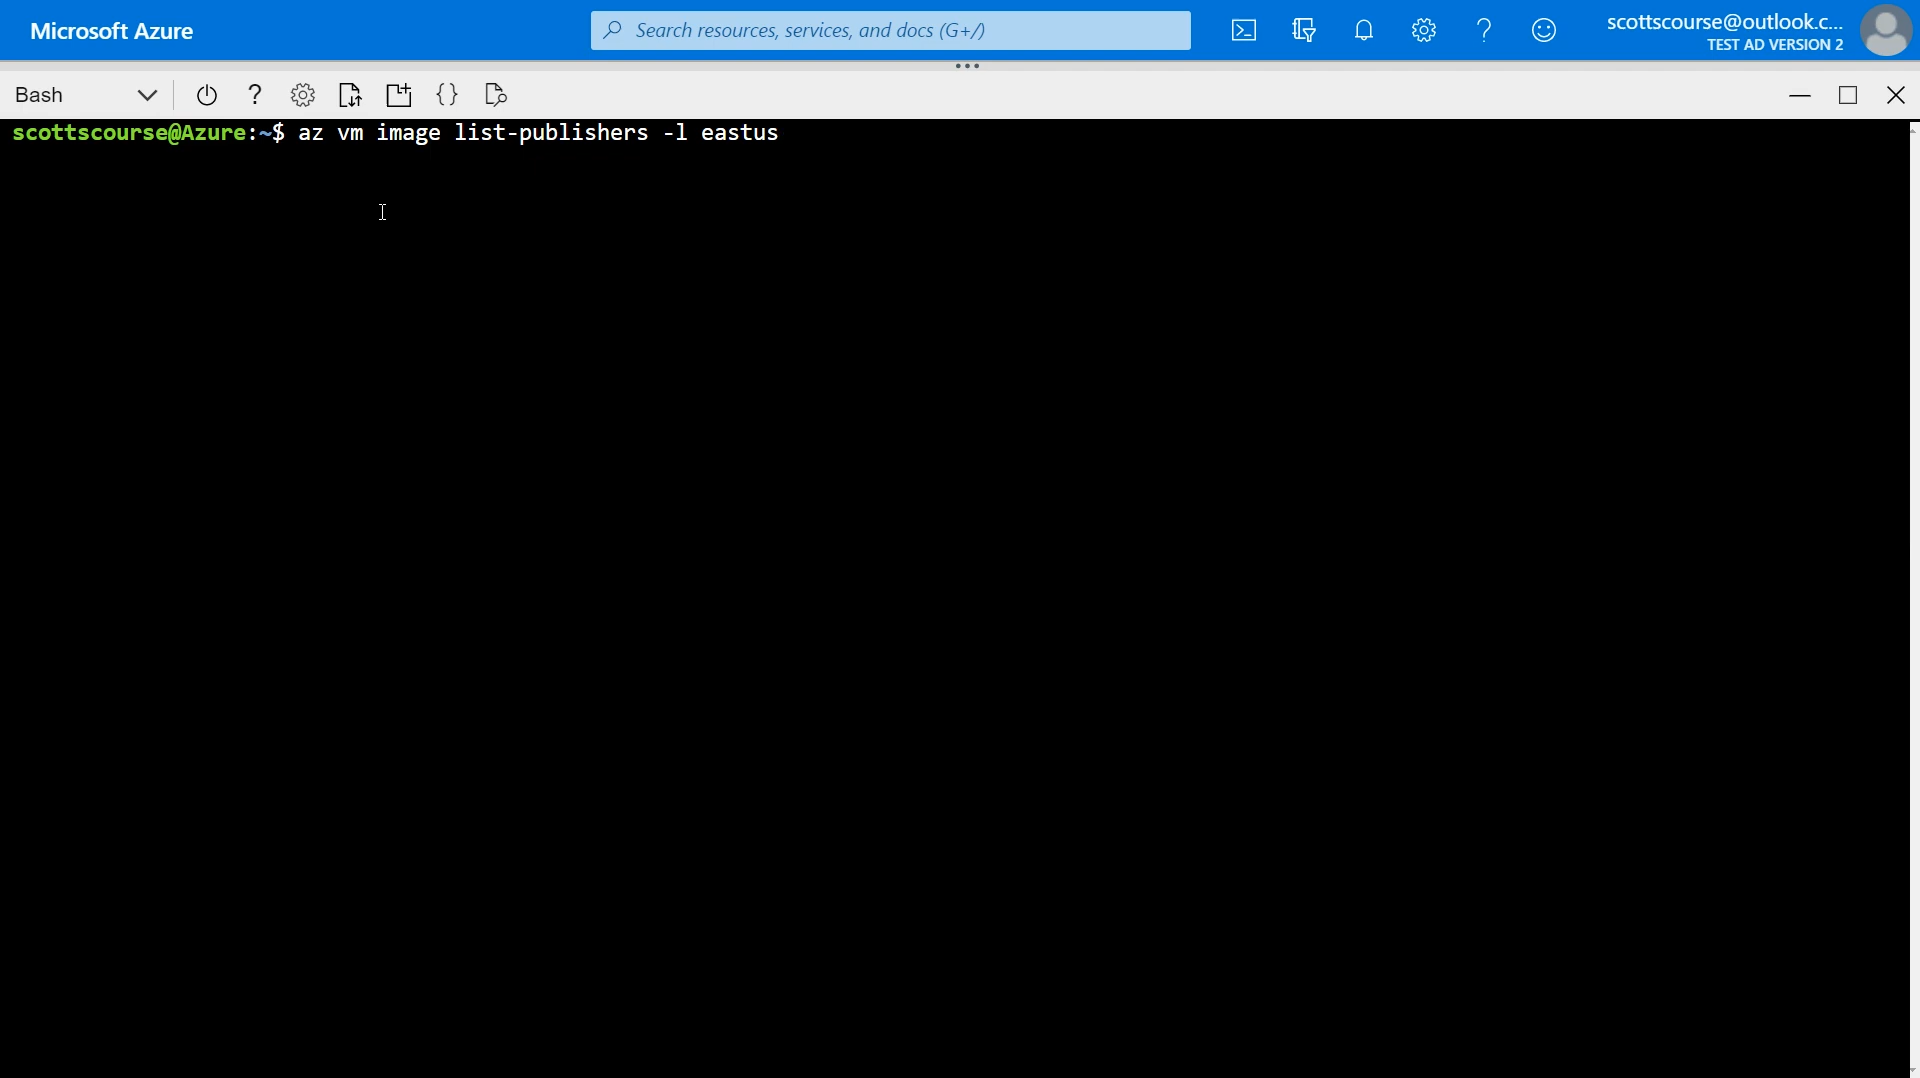 Microsoft Azure
Search resources, services, and docs (G+/)
scottscourse@outlook.c...
TEST AD VERSION 2
Bash
scottscourse@Azure:~$ az vm image list-publishers -l eastus